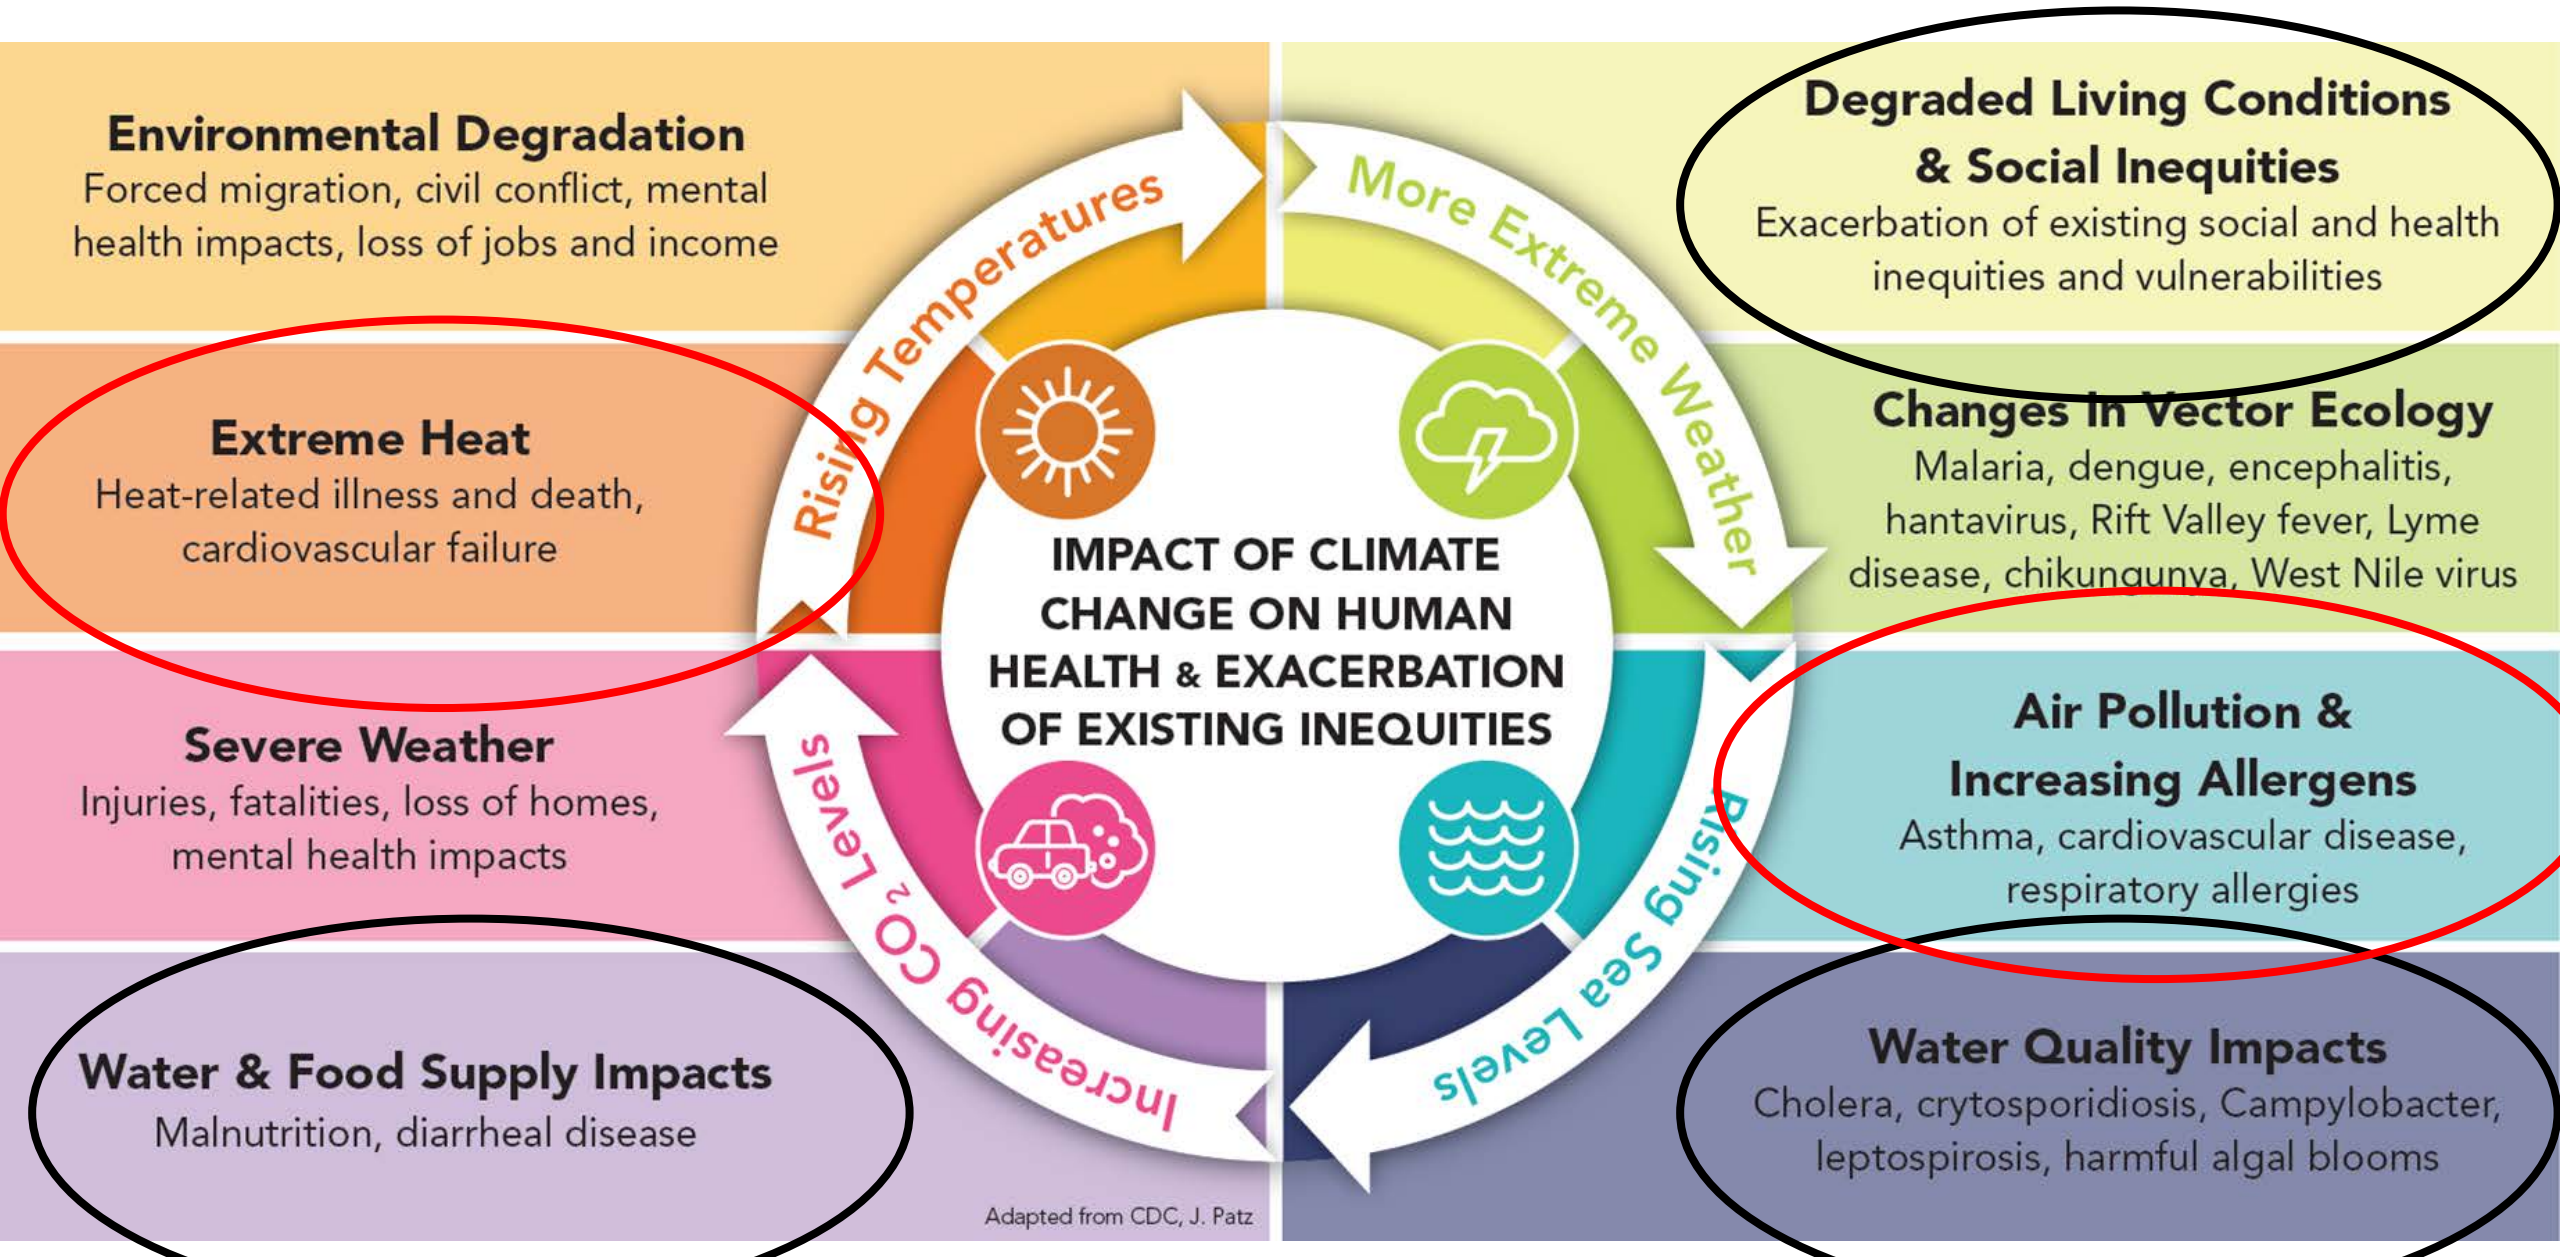 Environmental Degradation
Forced migration, civil conflict, mental
health impacts, loss of jobs and income
Extreme Heat
Heat-related illness and death,
cardiovascular failure
Severe Weather
Injuries, fatalities, loss of homes,
mental health impacts
Water & Food Supply Impacts
Malnutrition, diarrheal disease
Rising Temperatures
More Extreme Weather
Rising Sea Levels
Increasing CO₂ Levels
IMPACT OF CLIMATE
CHANGE ON HUMAN
HEALTH & EXACERBATION
OF EXISTING INEQUITIES
Degraded Living Conditions
& Social Inequities
Exacerbation of existing social and health
inequities and vulnerabilities
Changes in Vector Ecology
Malaria, dengue, encephalitis,
hantavirus, Rift Valley fever, Lyme
disease, chikungunya, West Nile virus
Air Pollution &
Increasing Allergens
Asthma, cardiovascular disease,
respiratory allergies
Water Quality Impacts
Cholera, crytosporidiosis, Campylobacter,
leptospirosis, harmful algal blooms
Adapted from CDC, J. Patz